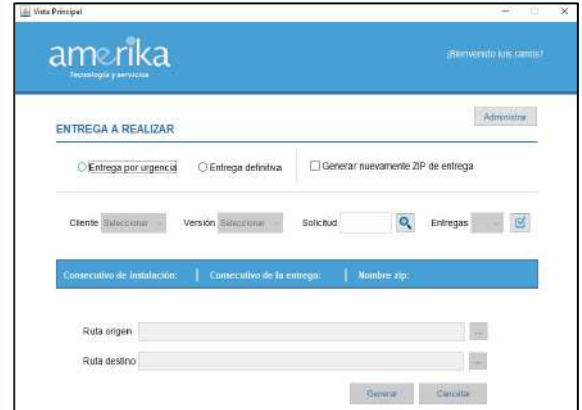 Vista Principal
amerika
Tecnología y servicios
¡Bienvenido luis.ramos!
Administrar
ENTREGA A REALIZAR
Entrega por urgencia
Entrega definitiva
Generar nuevamente ZIP de entrega
Cliente Seleccionar Versión Seleccionar Solicitud Entregas
Consecutivo de instalación: | Consecutivo de la entrega: | Nombre zip:
Ruta origen ...
Ruta destino ...
Generar Cancelar